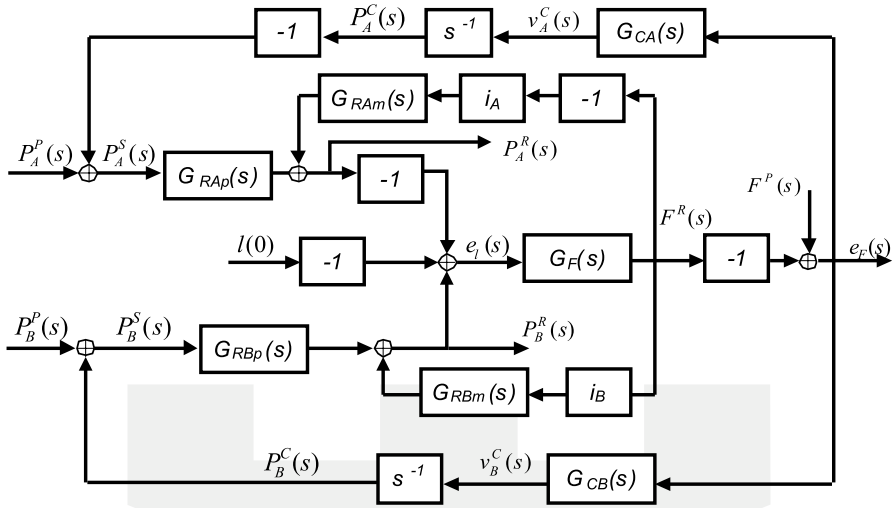 -1
P_A^C(s)
s⁻¹
v_A^C(s)
G_CA(s)
G_RAm(s)
i_A
-1
P_A^P(s)
P_A^S(s)
G_RAp(s)
P_A^R(s)
-1
F^P(s)
l(0)
-1
e_l(s)
G_F(s)
F^R(s)
-1
e_F(s)
P_B^P(s)
P_B^S(s)
G_RBp(s)
P_B^R(s)
G_RBm(s)
i_B
P_B^C(s)
s⁻¹
v_B^C(s)
G_CB(s)